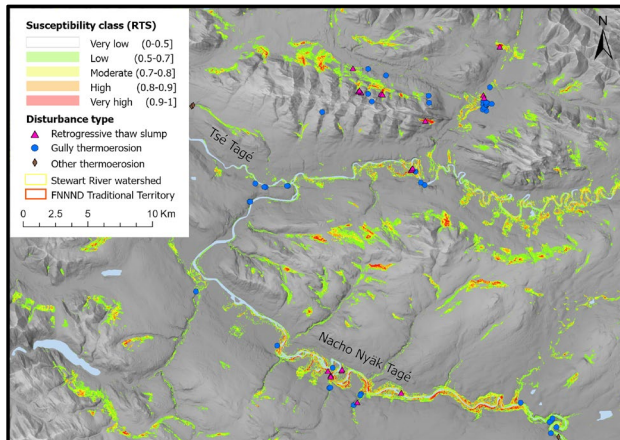 Susceptibility class (RTS)
Very low (0-0.5]
Low (0.5-0.7]
Moderate (0.7-0.8]
High (0.8-0.9]
Very high (0.9-1]
Disturbance type
Retrogressive thaw slump
Gully thermoerosion
Other thermoerosion
Stewart River watershed
FNNND Traditional Territory
0 2.5 5 10 Km
N
Tsé Tagé
Nacho Nyäk Tagé